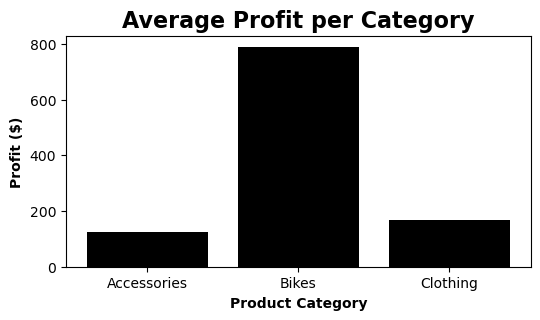 Average Profit per Category
Profit ($)
800
600
400
200
0
Accessories Bikes Clothing
Product Category